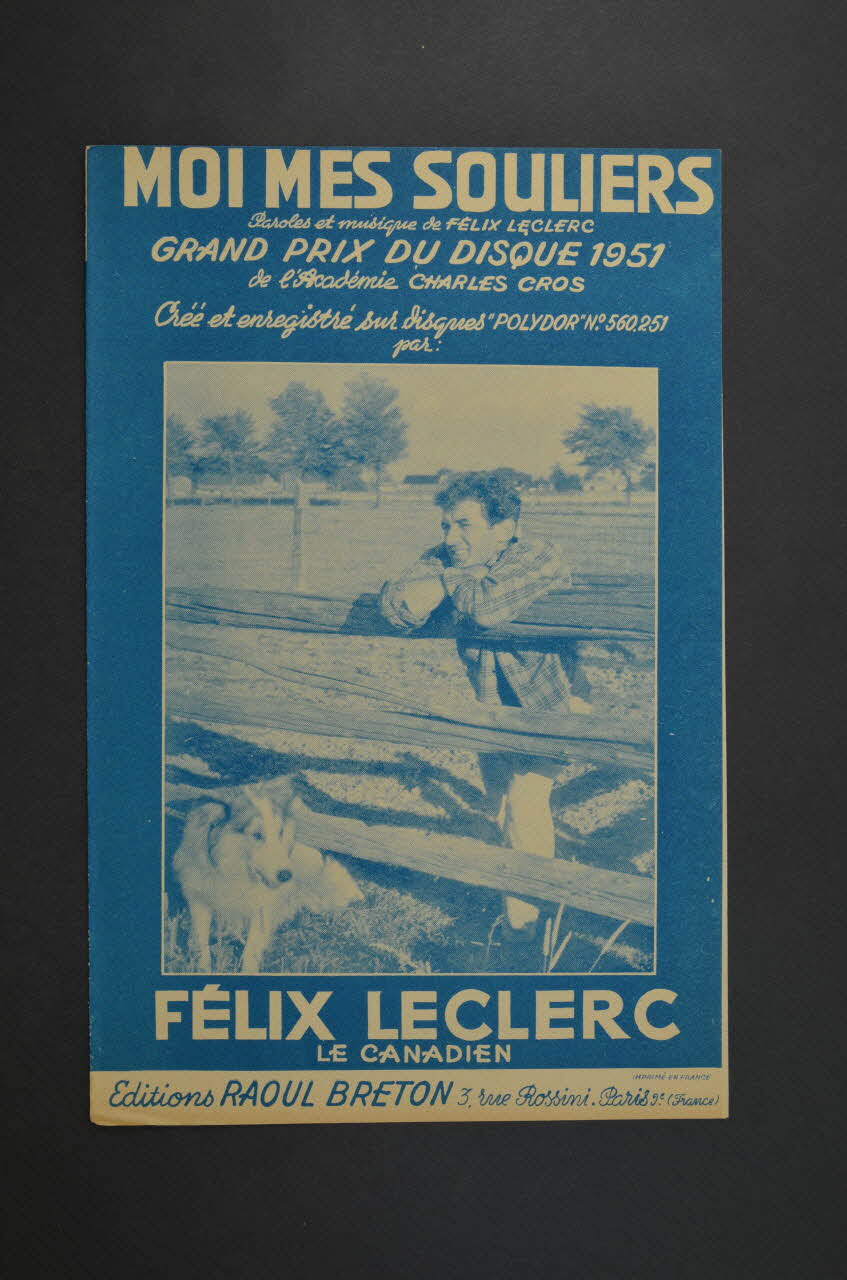 MOI MES SOULIERS
Paroles et musique de FÉLIX LECLERC
GRAND PRIX DU DISQUE 1951
de l'Académie CHARLES CROS
Créé et enregistré sur disques "POLYDOR" Nº 560.251
par:
FÉLIX LECLERC
LE CANADIEN
IMPRIMÉ EN FRANCE
Editions RAOUL BRETON 3, rue Rossini. Paris 9e (France)